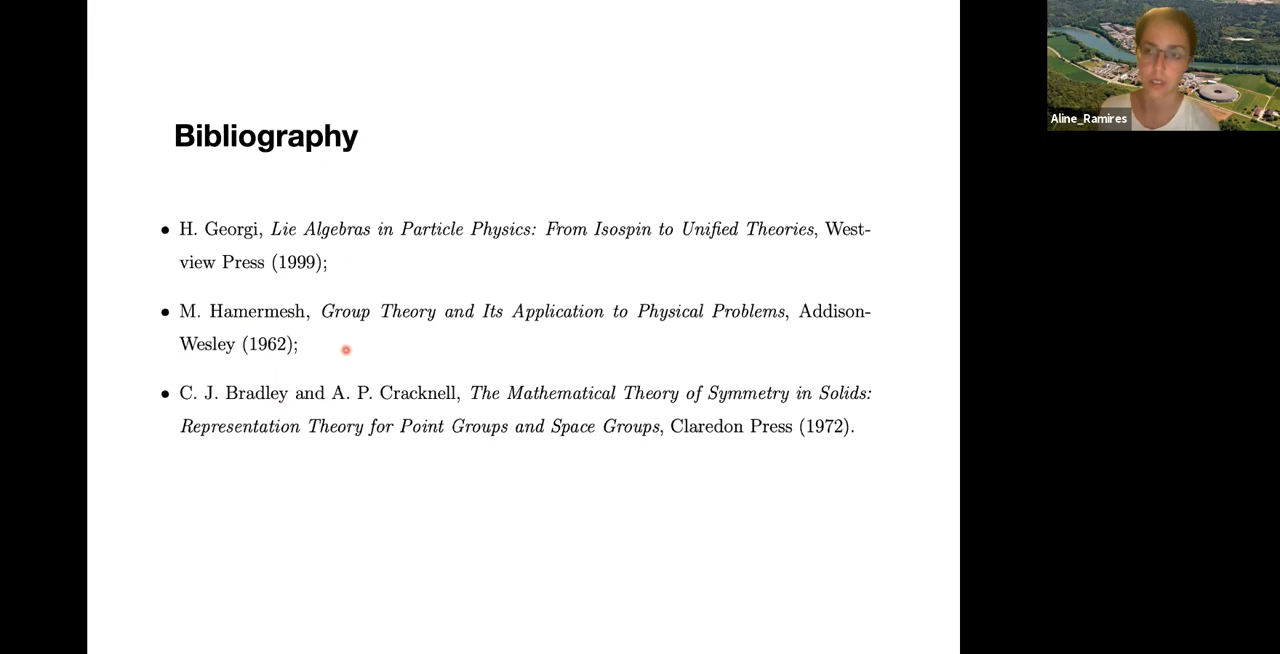 Bibliography
• H. Georgi, Lie Algebras in Particle Physics: From Isospin to Unified Theories, West-
view Press (1999);
• M. Hamermesh, Group Theory and Its Application to Physical Problems, Addison-
Wesley (1962);
• C. J. Bradley and A. P. Cracknell, The Mathematical Theory of Symmetry in Solids:
Representation Theory for Point Groups and Space Groups, Claredon Press (1972).
Aline_Ramires